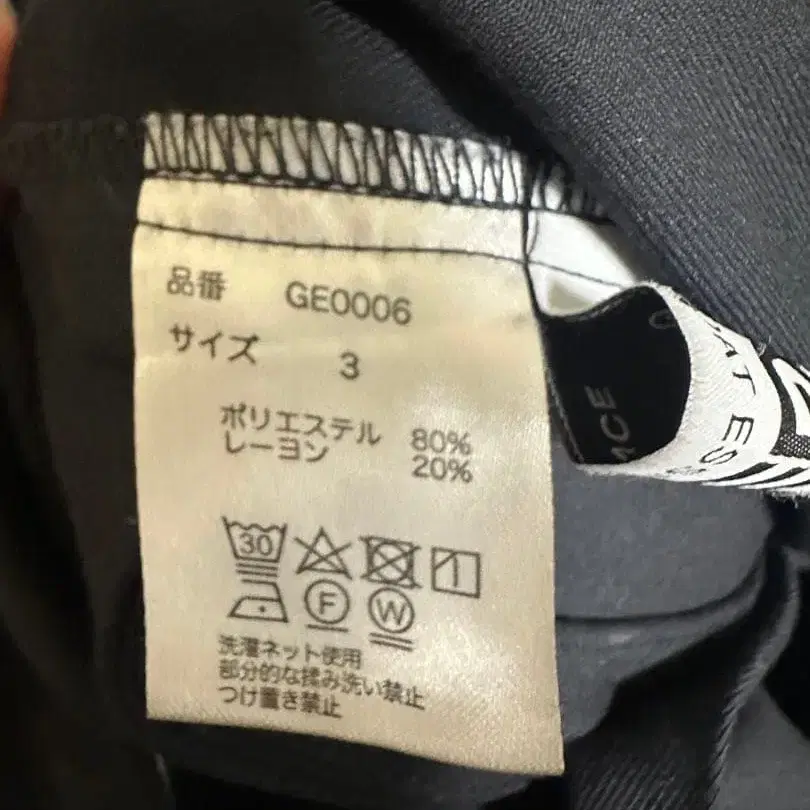 品番 GE0006
サイズ 3
ポリエステル 80%
レーヨン 20%
30
F W
洗濯ネット使用
部分的な揉み洗い禁止
つけ置き禁止